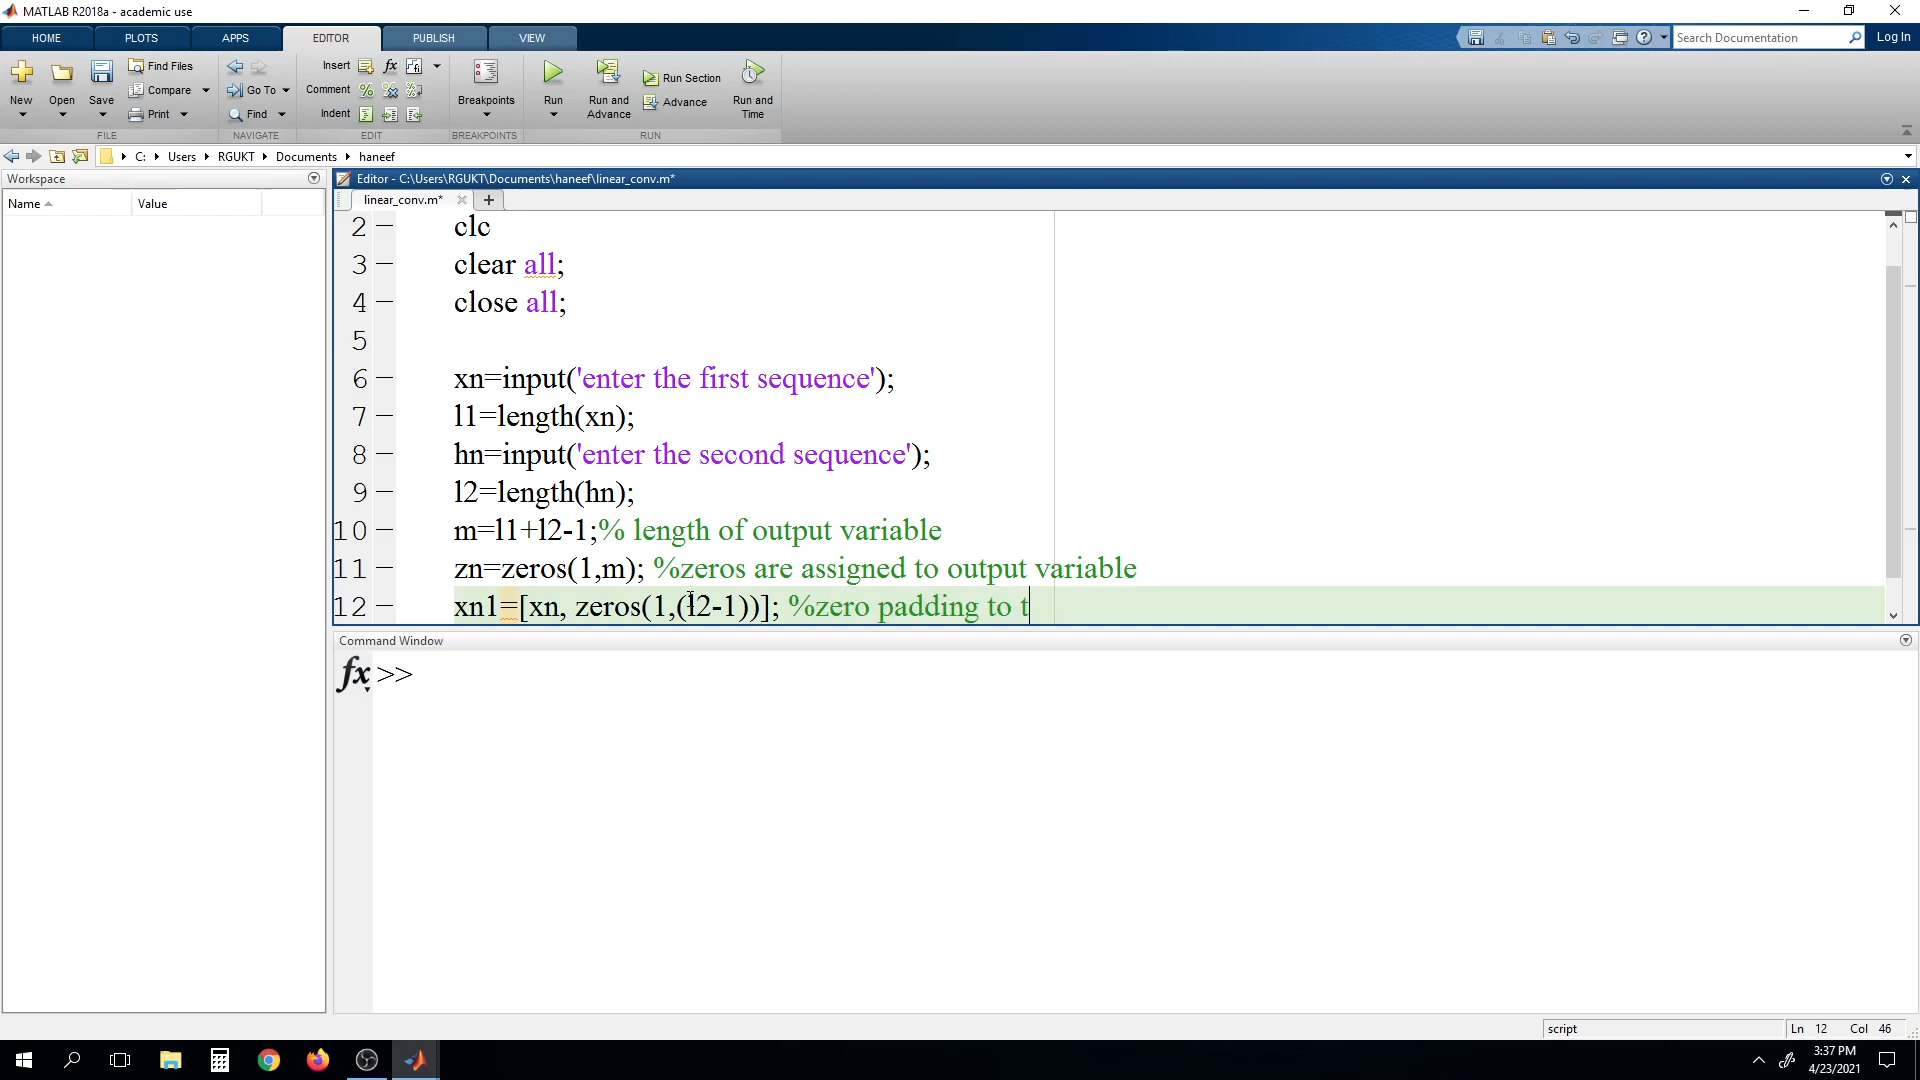 MATLAB R2018a - academic use
HOME PLOTS APPS EDITOR PUBLISH VIEW
Search Documentation Log In
New Open Save Find Files Compare Print
Go To Find
Insert fx Comment Indent
Breakpoints Run Run and Advance Run Section Advance Run and Time
FILE NAVIGATE EDIT BREAKPOINTS RUN
C: Users RGUKT Documents haneef
Workspace
Name Value
Editor - C:\Users\RGUKT\Documents\haneef\linear_conv.m*
linear_conv.m*
2 clc
3 clear all;
4 close all;
5
6 xn=input('enter the first sequence');
7 l1=length(xn);
8 hn=input('enter the second sequence');
9 l2=length(hn);
10 m=l1+l2-1;% length of output variable
11 zn=zeros(1,m); %zeros are assigned to output variable
12 xn1=[xn, zeros(1,(l2-1))]; %zero padding to t
Command Window
fx >>
script Ln 12 Col 46
3:37 PM
4/23/2021